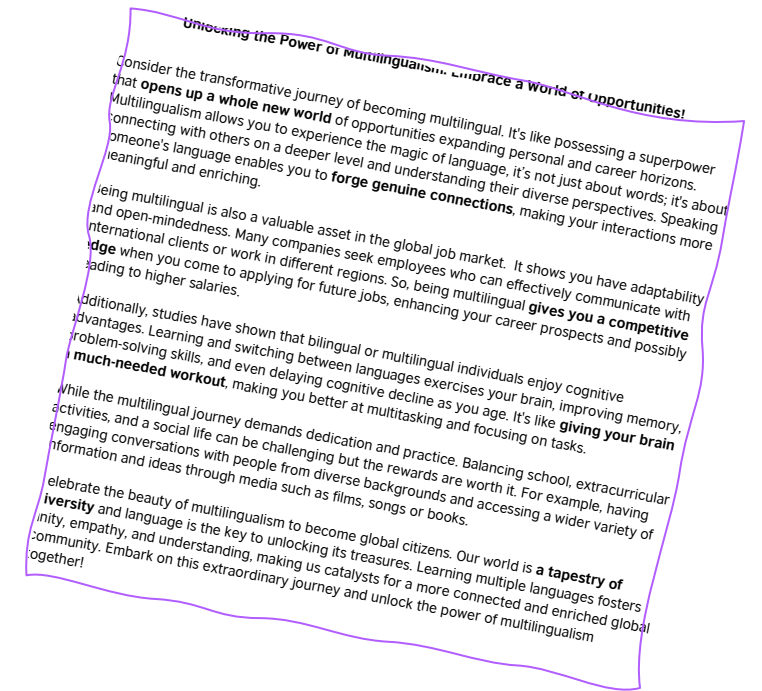 Unlocking the Power of Multilingualism: Embrace a World of Opportunities!
Consider the transformative journey of becoming multilingual. It's like possessing a superpower
that opens up a whole new world of opportunities expanding personal and career horizons.
Multilingualism allows you to experience the magic of language, it's not just about words; it's about
connecting with others on a deeper level and understanding their diverse perspectives. Speaking
omeone's language enables you to forge genuine connections, making your interactions more
meaningful and enriching.
Being multilingual is also a valuable asset in the global job market. It shows you have adaptability
and open-mindedness. Many companies seek employees who can effectively communicate with
nternational clients or work in different regions. So, being multilingual gives you a competitive
edge when you come to applying for future jobs, enhancing your career prospects and possibly
eading to higher salaries.
Additionally, studies have shown that bilingual or multilingual individuals enjoy cognitive
advantages. Learning and switching between languages exercises your brain, improving memory,
problem-solving skills, and even delaying cognitive decline as you age. It's like giving your brain
a much-needed workout, making you better at multitasking and focusing on tasks.
While the multilingual journey demands dedication and practice. Balancing school, extracurricular
activities, and a social life can be challenging but the rewards are worth it. For example, having
engaging conversations with people from diverse backgrounds and accessing a wider variety of
nformation and ideas through media such as films, songs or books.
elebrate the beauty of multilingualism to become global citizens. Our world is a tapestry of
iversity and language is the key to unlocking its treasures. Learning multiple languages fosters
unity, empathy, and understanding, making us catalysts for a more connected and enriched global
community. Embark on this extraordinary journey and unlock the power of multilingualism
together!